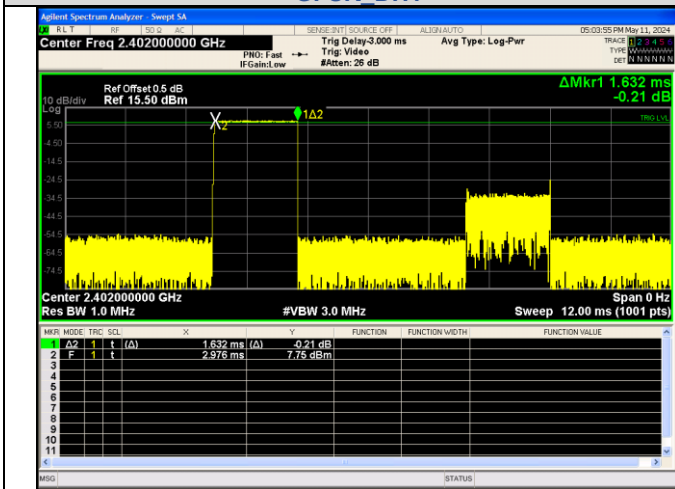 Agilent Spectrum Analyzer - Swept SA
RLT RF 50 Ω AC SENSE:INT SOURCE OFF ALIGNAUTO 05:03:55 PM May 11, 2024
Center Freq 2.402000000 GHz
PNO: Fast
IFGain:Low
Trig Delay-3.000 ms
Trig: Video
#Atten: 26 dB
Avg Type: Log-Pwr
TRACE 1 2 3 4 5 6
TYPE W
DET N N N N N N
ΔMkr1 1.632 ms
-0.21 dB
Ref Offset 0.5 dB
10 dB/div Ref 15.50 dBm
Log
1Δ2
TRIG LVL
X2
5.50
-4.50
-14.5
-24.5
-34.5
-44.5
-54.5
-64.5
-74.5
Center 2.402000000 GHz Span 0 Hz
Res BW 1.0 MHz #VBW 3.0 MHz Sweep 12.00 ms (1001 pts)
MKR MODE TRC SCL X Y FUNCTION FUNCTION WIDTH FUNCTION VALUE
1 Δ2 1 t (Δ) 1.632 ms (Δ) -0.21 dB
2 F 1 t 2.976 ms 7.75 dBm
3
4
5
6
7
8
9
10
11
MSG STATUS